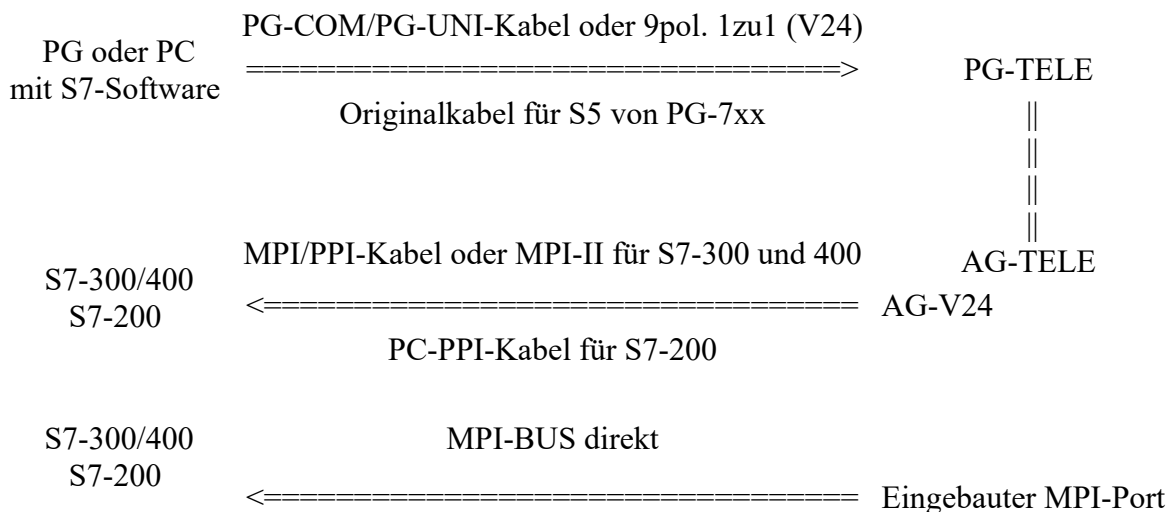 PG-COM/PG-UNI-Kabel oder 9pol. 1zu1 (V24)
PG oder PC
mit S7-Software
=================================>
PG-TELE
Originalkabel für S5 von PG-7xx
||
||
||
||
MPI/PPI-Kabel oder MPI-II für S7-300 und 400
AG-TELE
S7-300/400
S7-200
<=================================
AG-V24
PC-PPI-Kabel für S7-200
S7-300/400
S7-200
MPI-BUS direkt
<=================================
Eingebauter MPI-Port